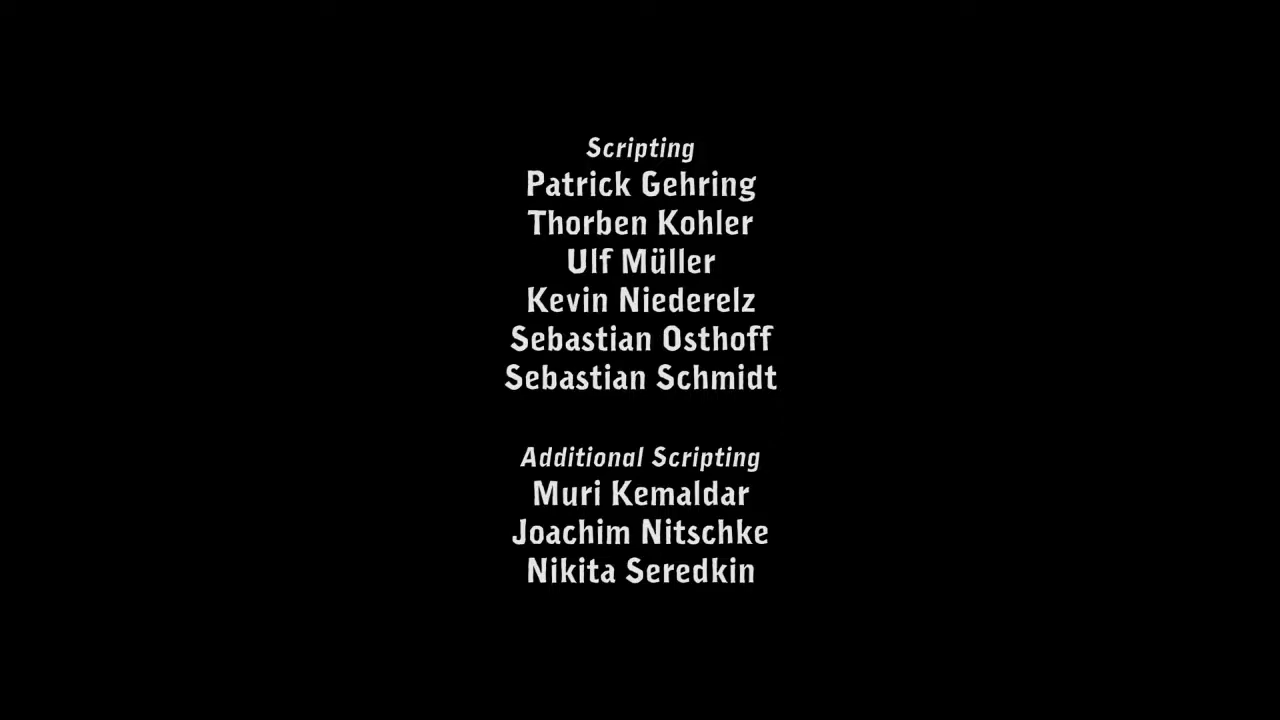 Scripting
Patrick Gehring
Thorben Kohler
Ulf Müller
Kevin Niederelz
Sebastian Osthoff
Sebastian Schmidt
Additional Scripting
Muri Kemaldar
Joachim Nitschke
Nikita Seredkin